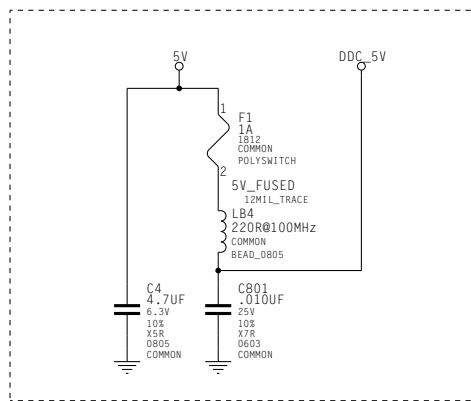 5V
DDC_5V
1
F1
1A
1812
COMMON
POLYSWITCH
2
5V_FUSED
12MIL_TRACE
LB4
220R@100MHz
COMMON
BEAD_0805
C4
4.7UF
6.3V
10%
X5R
0805
COMMON
C801
.010UF
25V
10%
X7R
0603
COMMON